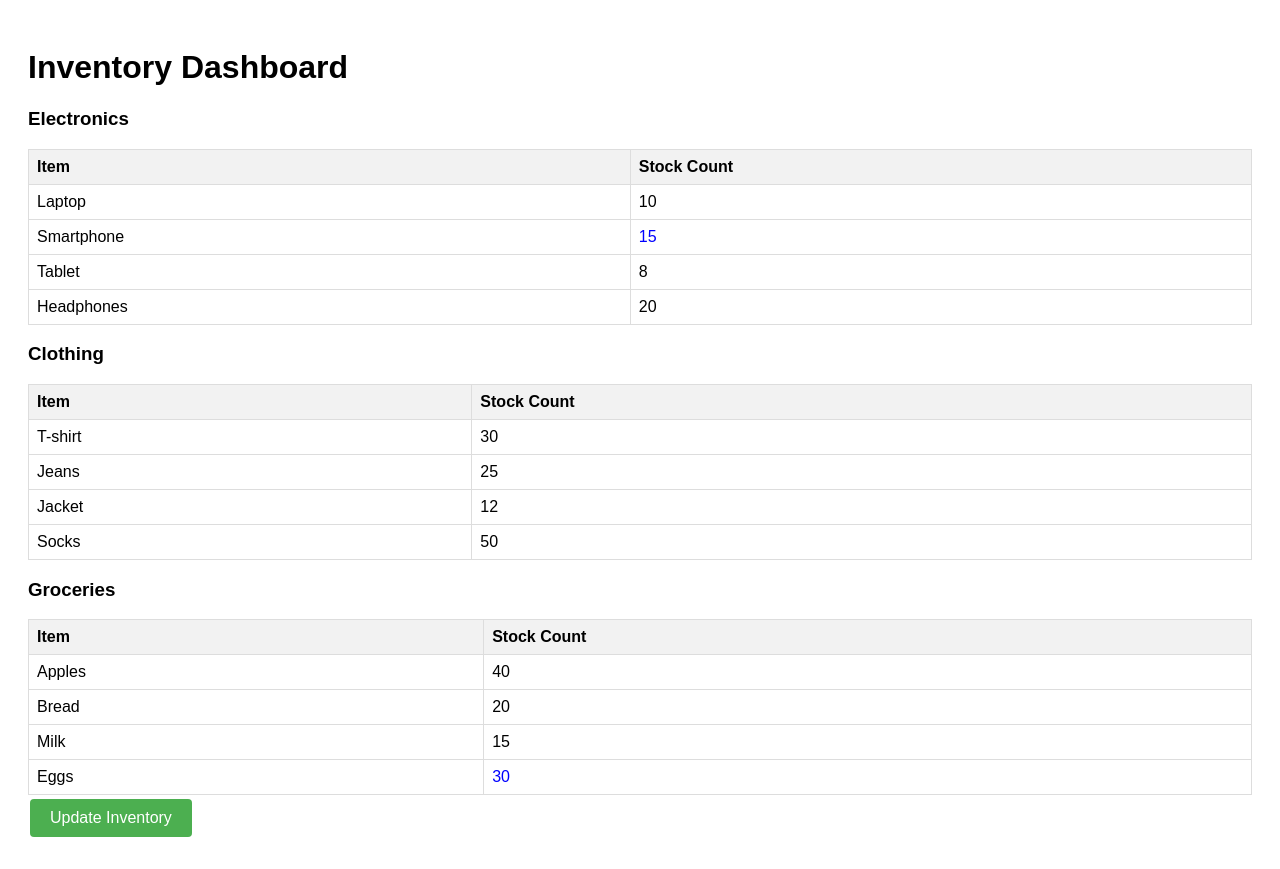 Inventory Dashboard
Electronics
Item Stock Count
Laptop 10
Smartphone 15
Tablet 8
Headphones 20
Clothing
Item Stock Count
T-shirt 30
Jeans 25
Jacket 12
Socks 50
Groceries
Item Stock Count
Apples 40
Bread 20
Milk 15
Eggs 30
Update Inventory